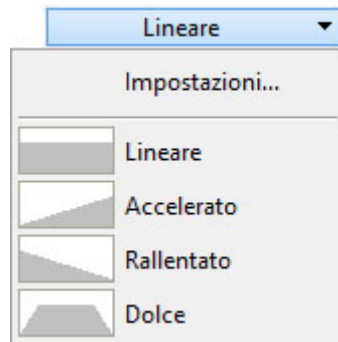 Lineare
Impostazioni...
Lineare
Accelerato
Rallentato
Dolce